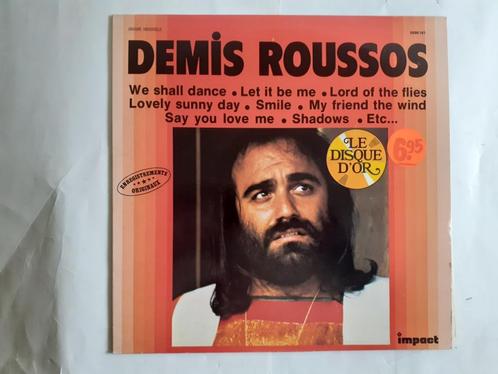 DEMIS ROUSSOS
We shall dance • Let it be me • Lord of the flies
Lovely sunny day • Smile • My friend the wind
Say you love me • Shadows • Etc...
LE
DISQUE
D'OR
6.95
ENREGISTREMENTS
ORIGINAUX
impact